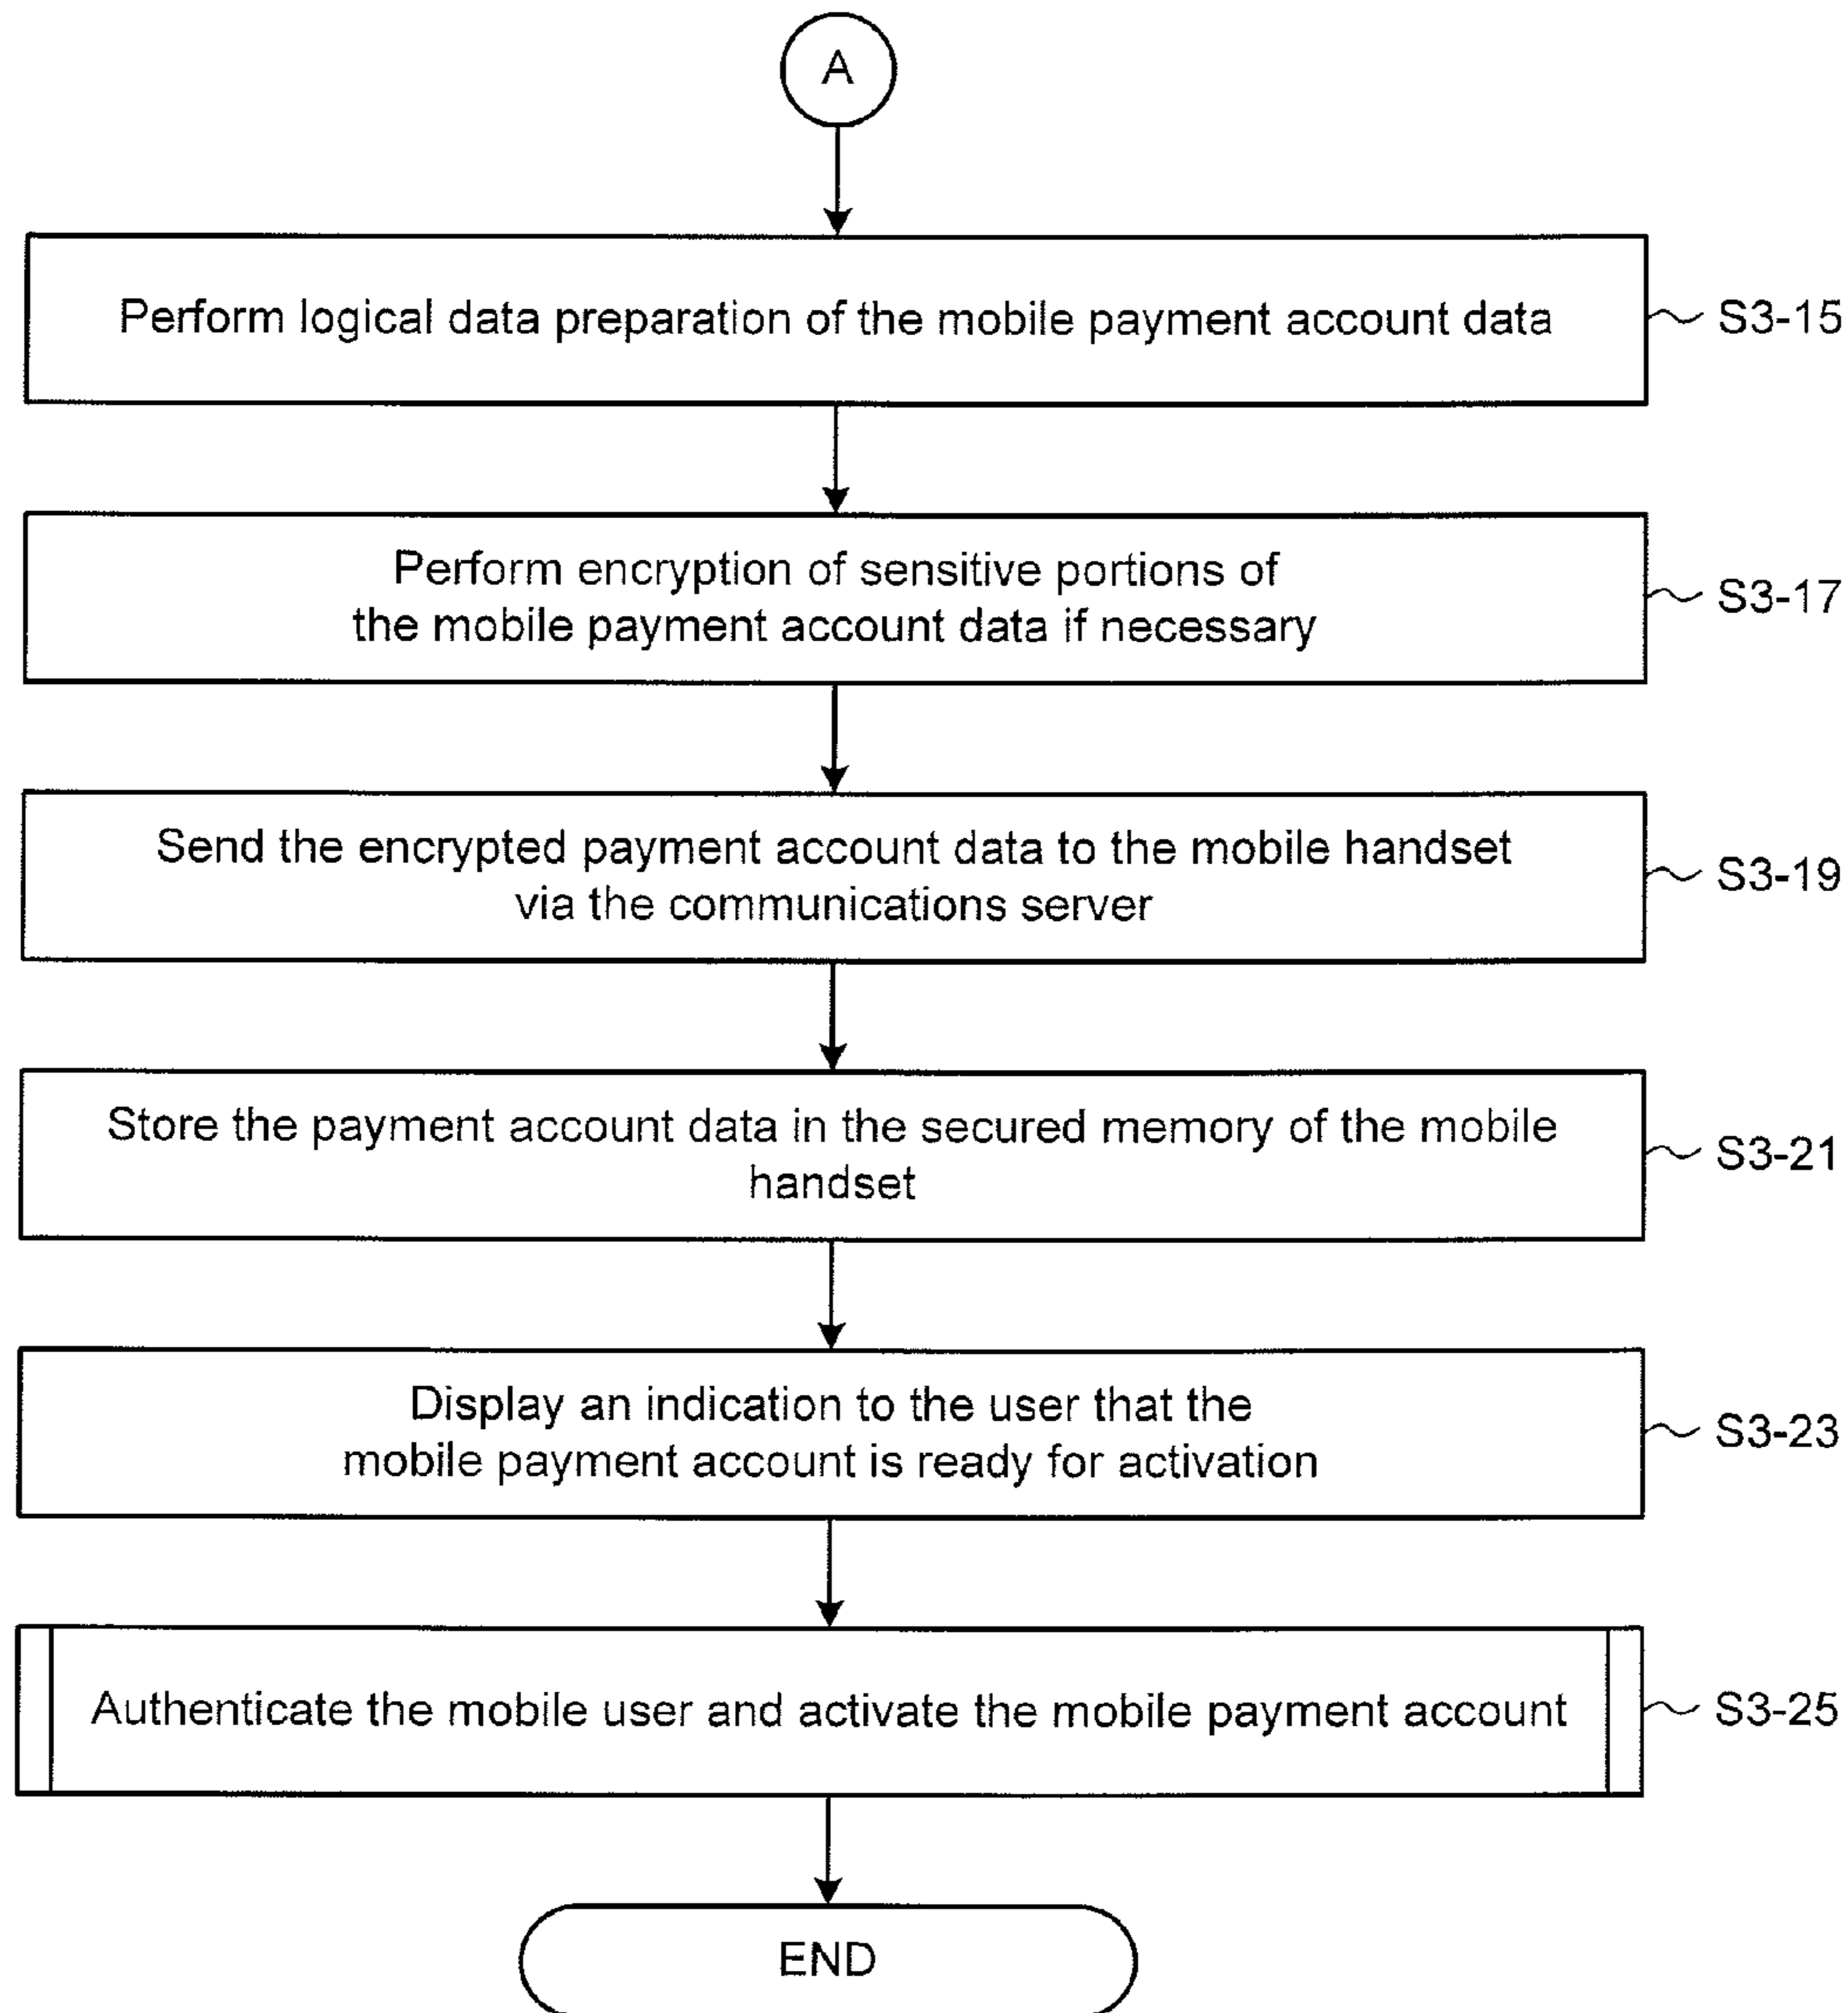 A
Perform logical data preparation of the mobile payment account data
S3-15
Perform encryption of sensitive portions of
the mobile payment account data if necessary
S3-17
Send the encrypted payment account data to the mobile handset
via the communications server
S3-19
Store the payment account data in the secured memory of the mobile
handset
S3-21
Display an indication to the user that the
mobile payment account is ready for activation
S3-23
Authenticate the mobile user and activate the mobile payment account
S3-25
END